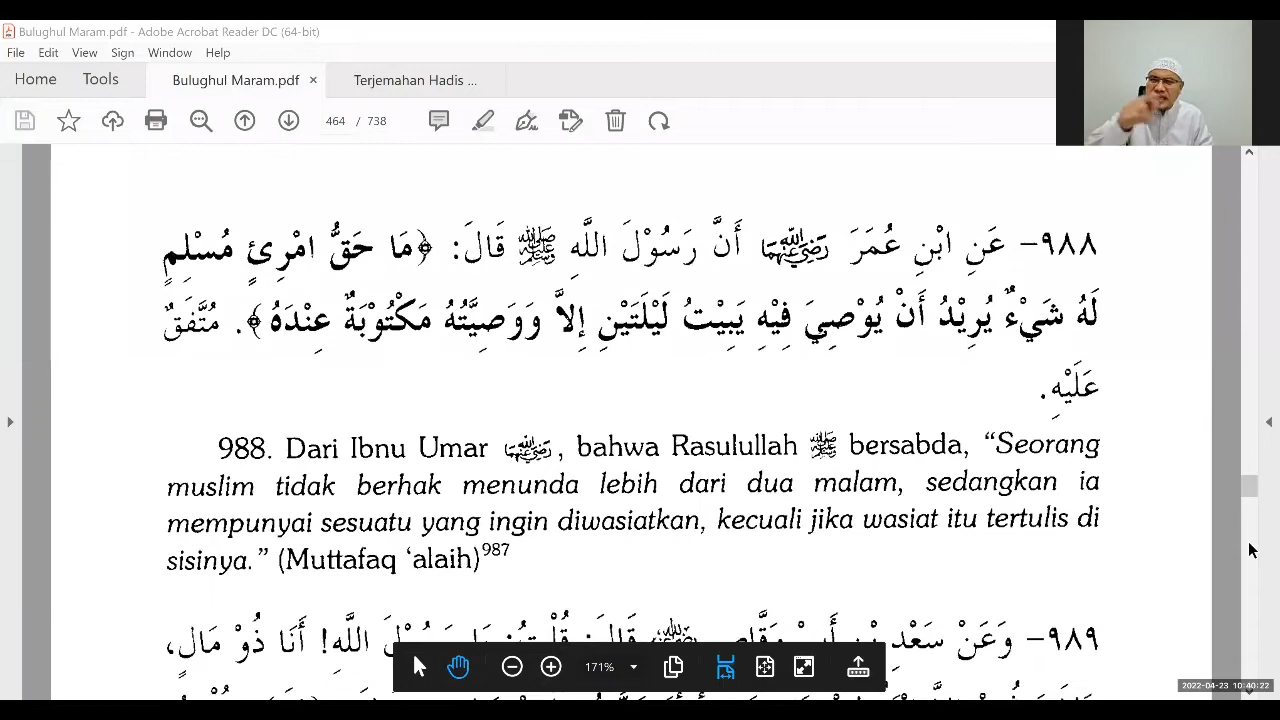 Bulughul Maram.pdf - Adobe Acrobat Reader DC (64-bit)
File Edit View Sign Window Help
Home Tools Bulughul Maram.pdf × Terjemahan Hadis ...
464 / 738
٩٨٨- عَنِ ابْنِ عُمَرَ رَضِيَ اللَّهُ عَنْهُمَا أَنَّ رَسُوْلَ اللَّهِ ﷺ قَالَ: ﴿مَا حَقُّ امْرِئٍ مُسْلِمٍ
لَهُ شَيْءٌ يُرِيْدُ أَنْ يُوْصِيَ فِيْهِ يَبِيْتُ لَيْلَتَيْنِ إِلاَّ وَوَصِيَّتُهُ مَكْتُوْبَةٌ عِنْدَهُ﴾. مُتَّفَقٌ
عَلَيْهِ.
988. Dari Ibnu Umar رَضِيَ اللَّهُ عَنْهُمَا, bahwa Rasulullah ﷺ bersabda, “Seorang
muslim tidak berhak menunda lebih dari dua malam, sedangkan ia
mempunyai sesuatu yang ingin diwasiatkan, kecuali jika wasiat itu tertulis di
sisinya.” (Muttafaq ‘alaih)987
٩٨٩- وَعَنْ سَعْدِ بْنِ أَبِيْ وَقَّاصٍ قَالَ: قُلْتُ: يَا رَسُوْلَ اللَّهِ! أَنَا ذُوْ مَالٍ،
171%
2022-04-23 10:40:22